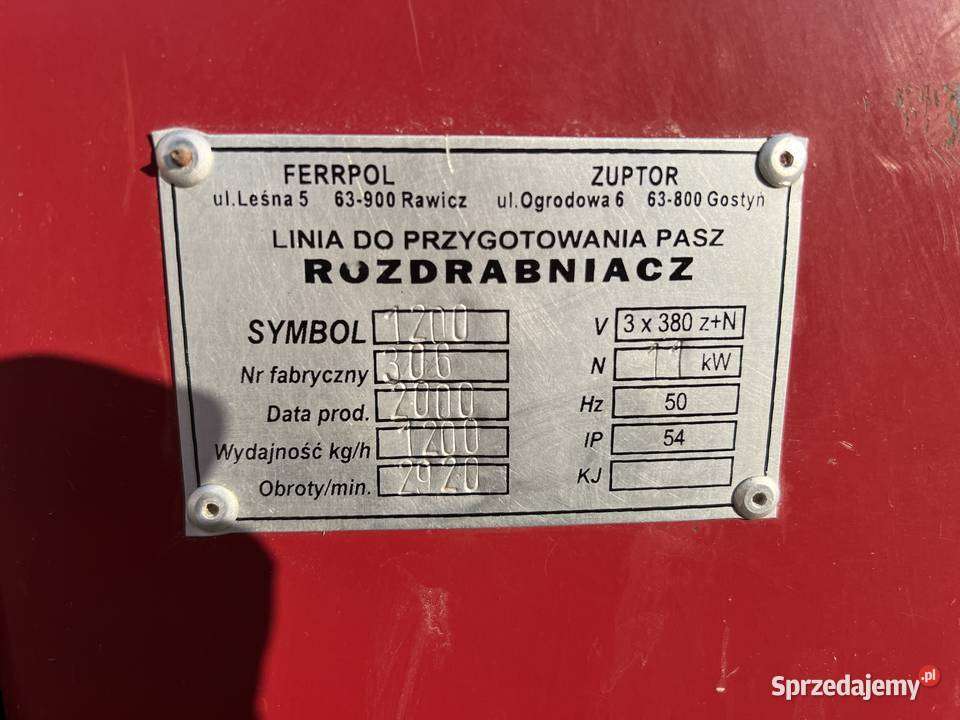 FERRPOL ZUPTOR
ul.Leśna 5 63-900 Rawicz ul.Ogrodowa 6 63-800 Gostyń
LINIA DO PRZYGOTOWANIA PASZ
ROZDRABNIACZ
SYMBOL 1200 V 3 x 380 z+N
Nr fabryczny 306 N 11 kW
Data prod. 2000 Hz 50
Wydajność kg/h 1200 IP 54
Obroty/min. 2920 KJ
Sprzedajemy.pl